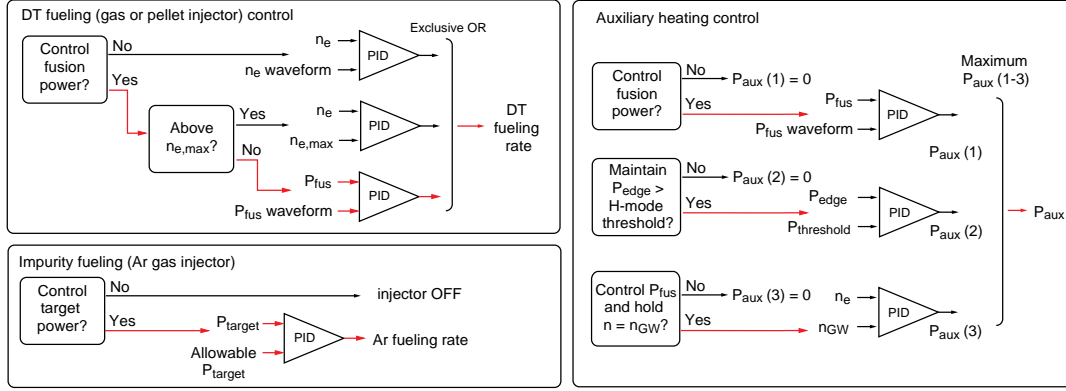 DT fueling (gas or pellet injector) control
Exclusive OR
Control
fusion
power?
No
n_e
n_e waveform
PID
Yes
Above
n_e,max?
Yes
n_e
n_e,max
PID
No
P_fus
P_fus waveform
PID
DT
fueling
rate
Impurity fueling (Ar gas injector)
Control
target
power?
No
injector OFF
Yes
P_target
Allowable
P_target
PID
Ar fueling rate
Auxiliary heating control
Maximum
P_aux (1-3)
Control
fusion
power?
No
P_aux (1) = 0
Yes
P_fus
P_fus waveform
PID
P_aux (1)
Maintain
P_edge >
H-mode
threshold?
No
P_aux (2) = 0
Yes
P_edge
P_threshold
PID
P_aux (2)
P_aux
Control P_fus
and hold
n = n_GW?
No
P_aux (3) = 0
Yes
n_e
n_GW
PID
P_aux (3)